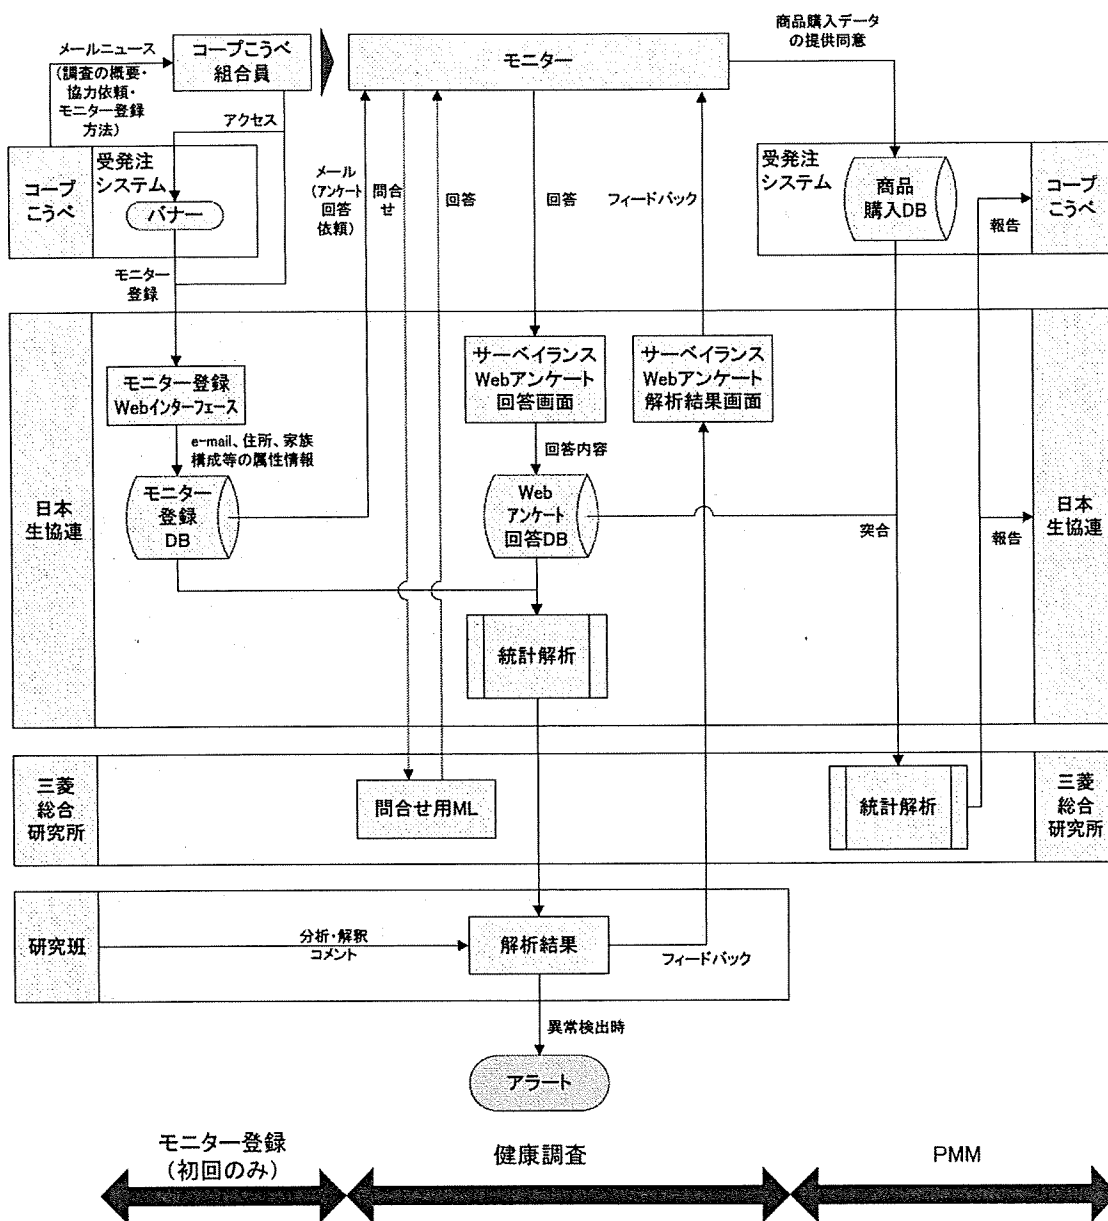 メールニュース
(調査の概要・
協力依頼・
モニター登録
方法)
コープこうべ
組合員
モニター
商品購入データ
の提供同意
アクセス
コープ
こうべ
受発注
システム
バナー
メール
(アンケート
回答
依頼)
問合
せ
回答
回答
フィードバック
受発注
システム
商品
購入DB
報告
コープ
こうべ
モニター
登録
日本
生協連
モニター登録
Webインターフェース
e-mail、住所、家族
構成等の属性情報
モニター
登録
DB
サーベイランス
Webアンケート
回答画面
回答内容
Web
アンケート
回答DB
サーベイランス
Webアンケート
解析結果画面
突合
報告
日本
生協連
統計解析
三菱
総合
研究所
問合せ用ML
統計解析
三菱
総合
研究所
研究班
分析・解釈
コメント
解析結果
フィードバック
異常検出時
アラート
モニター登録
(初回のみ)
健康調査
PMM